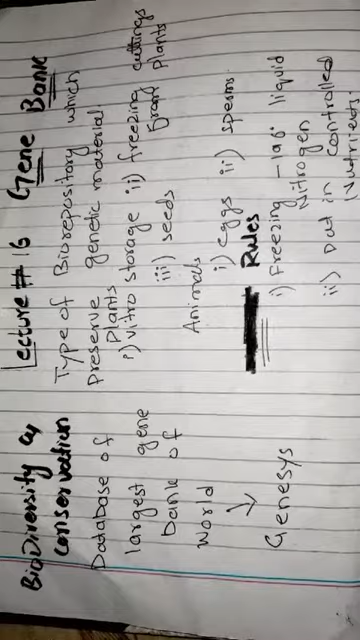 Biodiversity as
conservation
Database of
largest gene
bank of
world
↓
Genesys
Lecture # 16 Gene Bank
Type of Biorepository which
preserve genetic material.
Plants
i) vitro storage ii) freezing cuttings
from plants
iii) seeds
Animals
i) eggs ii) sperms.
Rules
i) freezing -196° liquid
Nitrogen
ii) put in controlled
Nutrients.